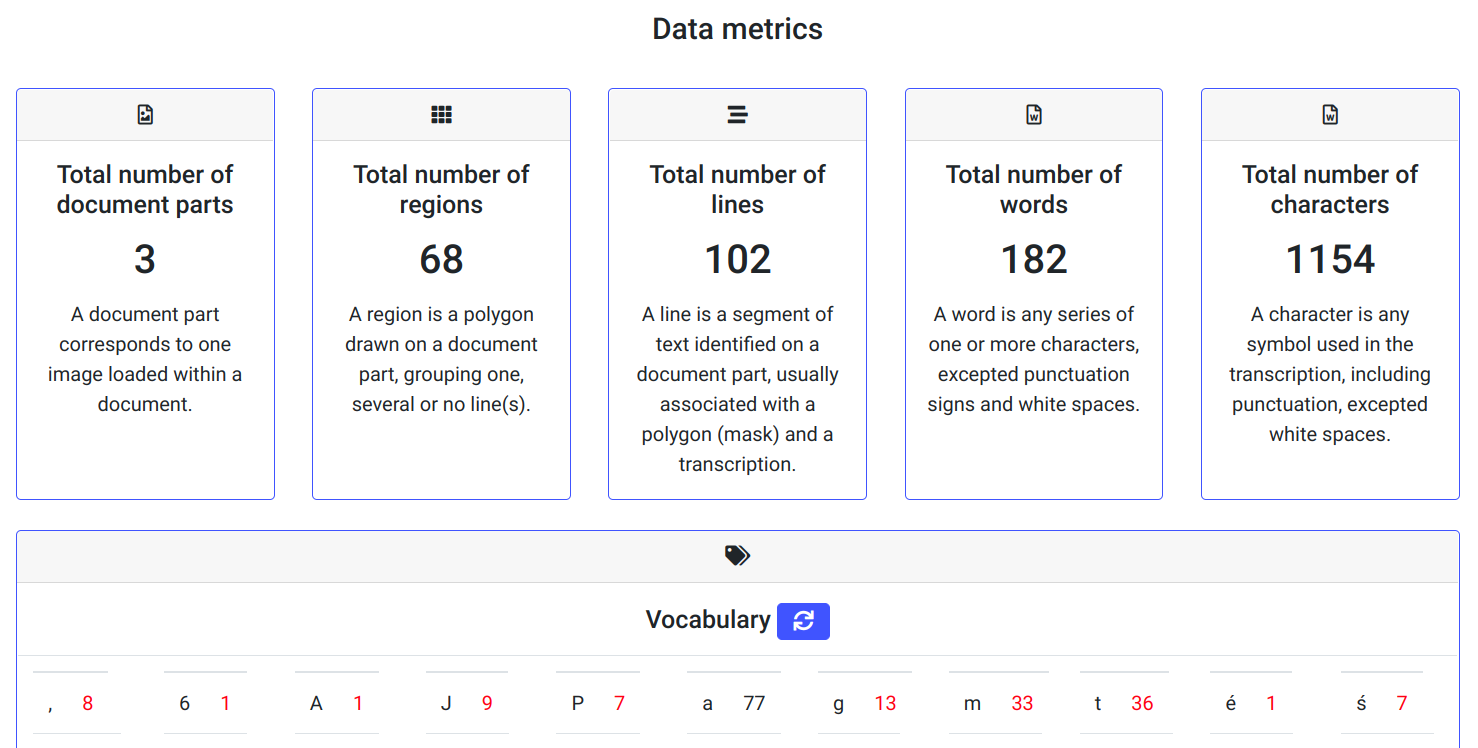 Data metrics
Total number of
document parts
3
A document part
corresponds to one
image loaded within a
document.
Total number of
regions
68
A region is a polygon
drawn on a document
part, grouping one,
several or no line(s).
Total number of
lines
102
A line is a segment of
text identified on a
document part, usually
associated with a
polygon (mask) and a
transcription.
Total number of
words
182
A word is any series of
one or more characters,
excepted punctuation
signs and white spaces.
Total number of
characters
1154
A character is any
symbol used in the
transcription, including
punctuation, excepted
white spaces.
Vocabulary
, 8 6 1 A 1 J 9 P 7 a 77 g 13 m 33 t 36 é 1 ś 7